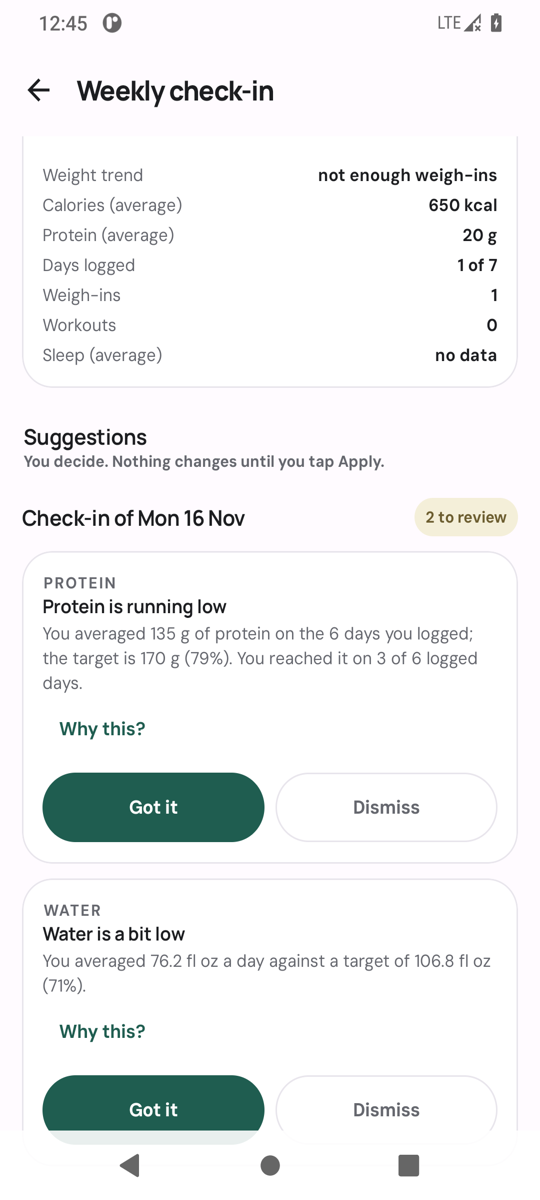 12:45
LTE
Weekly check-in
Weight trend not enough weigh-ins
Calories (average) 650 kcal
Protein (average) 20 g
Days logged 1 of 7
Weigh-ins 1
Workouts 0
Sleep (average) no data
Suggestions
You decide. Nothing changes until you tap Apply.
Check-in of Mon 16 Nov 2 to review
PROTEIN
Protein is running low
You averaged 135 g of protein on the 6 days you logged;
the target is 170 g (79%). You reached it on 3 of 6 logged
days.
Why this?
Got it Dismiss
WATER
Water is a bit low
You averaged 76.2 fl oz a day against a target of 106.8 fl oz
(71%).
Why this?
Got it Dismiss